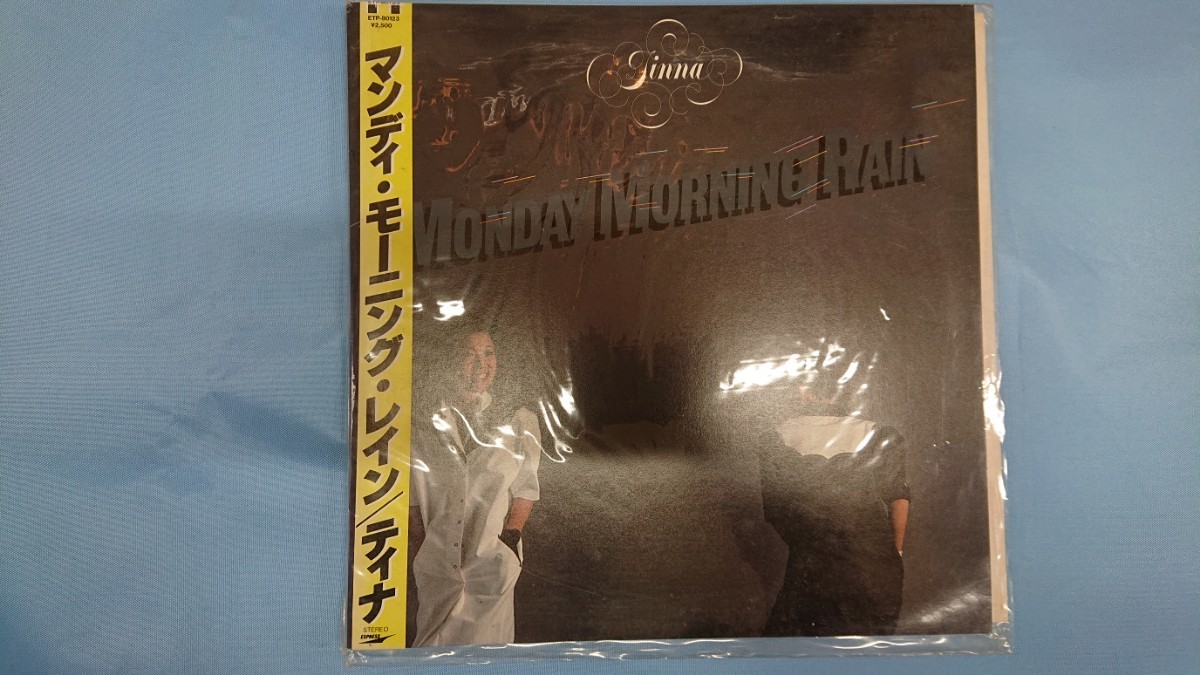 ETP-80123
¥2,500
マンディ・モーニング・レイン/ティナ
STEREO
EXPRESS
Tinna
MONDAY MORNING RAIN